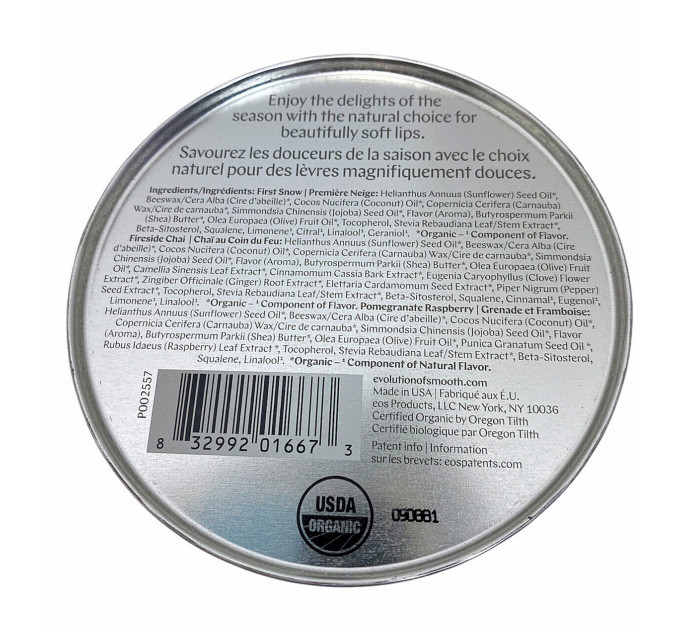 Enjoy the delights of the
season with the natural choice for
beautifully soft lips.
Savourez les douceurs de la saison avec le choix
naturel pour des lèvres magnifiquement douces.
Ingredients/Ingrédients: First Snow | Première Neige: Helianthus Annuus (Sunflower) Seed Oil*,
Beeswax/Cera Alba (Cire d'abeille)*, Cocos Nucifera (Coconut) Oil*, Copernicia Cerifera (Carnauba)
Wax/Cire de carnauba*, Simmondsia Chinensis (Jojoba) Seed Oil*, Flavor (Aroma), Butyrospermum Parkii
(Shea) Butter*, Olea Europaea (Olive) Fruit Oil*, Tocopherol, Stevia Rebaudiana Leaf/Stem Extract*,
Beta-Sitosterol, Squalene, Limonene¹, Citral¹, Linalool¹, Geraniol¹. *Organic – ¹Component of Flavor.
Fireside Chai | Chaï au Coin du Feu: Helianthus Annuus (Sunflower) Seed Oil*, Beeswax/Cera Alba (Cire
d'abeille)*, Cocos Nucifera (Coconut) Oil*, Copernicia Cerifera (Carnauba) Wax/Cire de carnauba*, Simmondsia
Chinensis (Jojoba) Seed Oil*, Flavor (Aroma), Butyrospermum Parkii (Shea) Butter*, Olea Europaea (Olive) Fruit
Oil*, Camellia Sinensis Leaf Extract*, Cinnamomum Cassia Bark Extract*, Eugenia Caryophyllus (Clove) Flower
Extract*, Zingiber Officinale (Ginger) Root Extract*, Elettaria Cardamomum Seed Extract*, Piper Nigrum (Pepper)
Seed Extract*, Tocopherol, Stevia Rebaudiana Leaf/Stem Extract*, Beta-Sitosterol, Squalene, Cinnamal¹, Eugenol¹,
Limonene¹, Linalool¹. *Organic – ¹Component of Flavor. Pomegranate Raspberry | Grenade et Framboise:
Helianthus Annuus (Sunflower) Seed Oil*, Beeswax/Cera Alba (Cire d'abeille)*, Cocos Nucifera (Coconut) Oil*,
Copernicia Cerifera (Carnauba) Wax/Cire de carnauba*, Simmondsia Chinensis (Jojoba) Seed Oil*, Flavor
(Aroma), Butyrospermum Parkii (Shea) Butter*, Olea Europaea (Olive) Fruit Oil*, Punica Granatum Seed Oil *,
Rubus Idaeus (Raspberry) Leaf Extract *, Tocopherol, Stevia Rebaudiana Leaf/Stem Extract*, Beta-Sitosterol,
Squalene, Linalool¹. *Organic – ¹Component of Natural Flavor.
P002557
8 32992 01667 3
evolutionofsmooth.com
Made in USA | Fabriqué aux É.U.
eos Products, LLC New York, NY 10036
Certified Organic by Oregon Tilth
Certifié biologique par Oregon Tilth
Patent info | Information
sur les brevets: eospatents.com
USDA
ORGANIC
090881